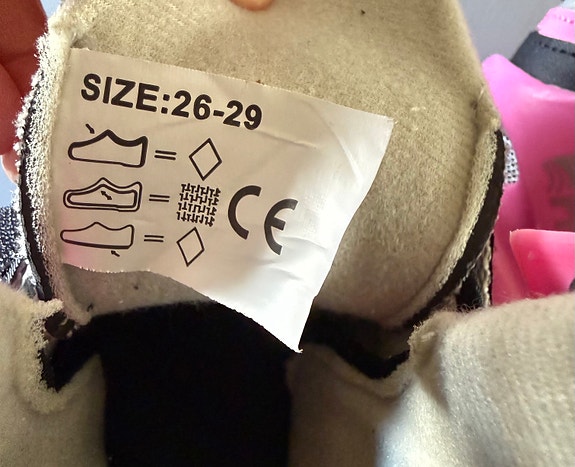 SIZE:26-29
=
= CE
=